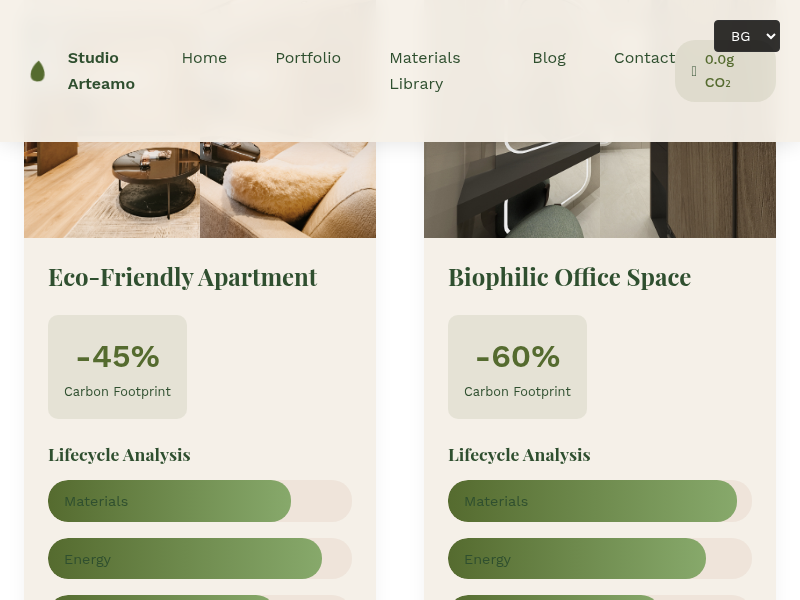 Studio
Arteamo
Home
Portfolio
Materials
Library
Blog
Contact
BG
0.0g
CO₂
Eco-Friendly Apartment
-45%
Carbon Footprint
Lifecycle Analysis
Materials
Energy
Biophilic Office Space
-60%
Carbon Footprint
Lifecycle Analysis
Materials
Energy